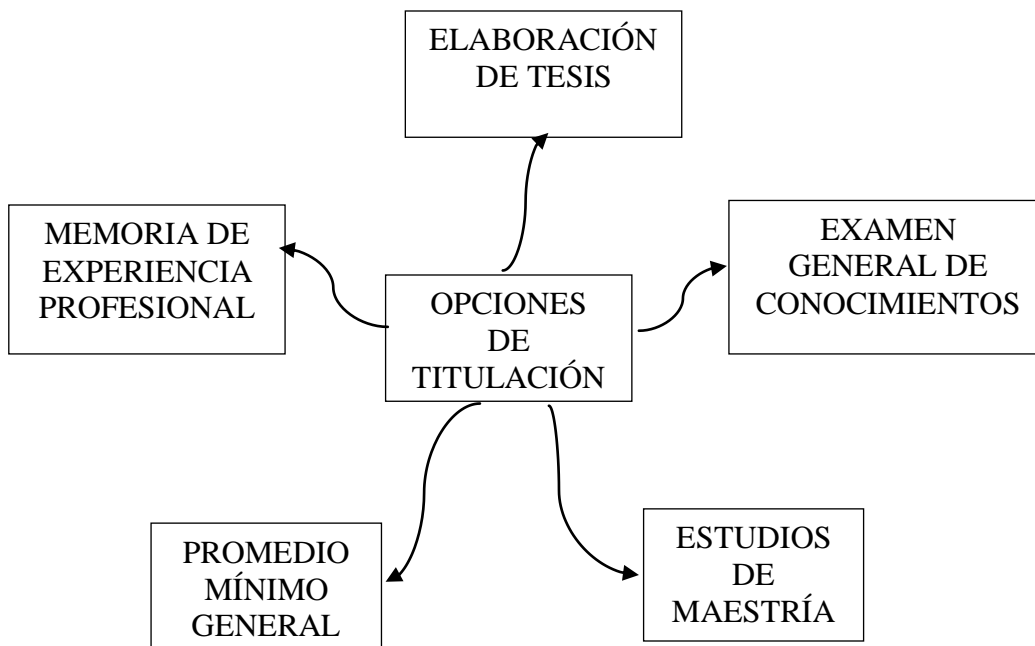 ELABORACIÓN
DE TESIS
MEMORIA DE
EXPERIENCIA
PROFESIONAL
EXAMEN
GENERAL DE
CONOCIMIENTOS
OPCIONES
DE
TITULACIÓN
PROMEDIO
MÍNIMO
GENERAL
ESTUDIOS
DE
MAESTRÍA